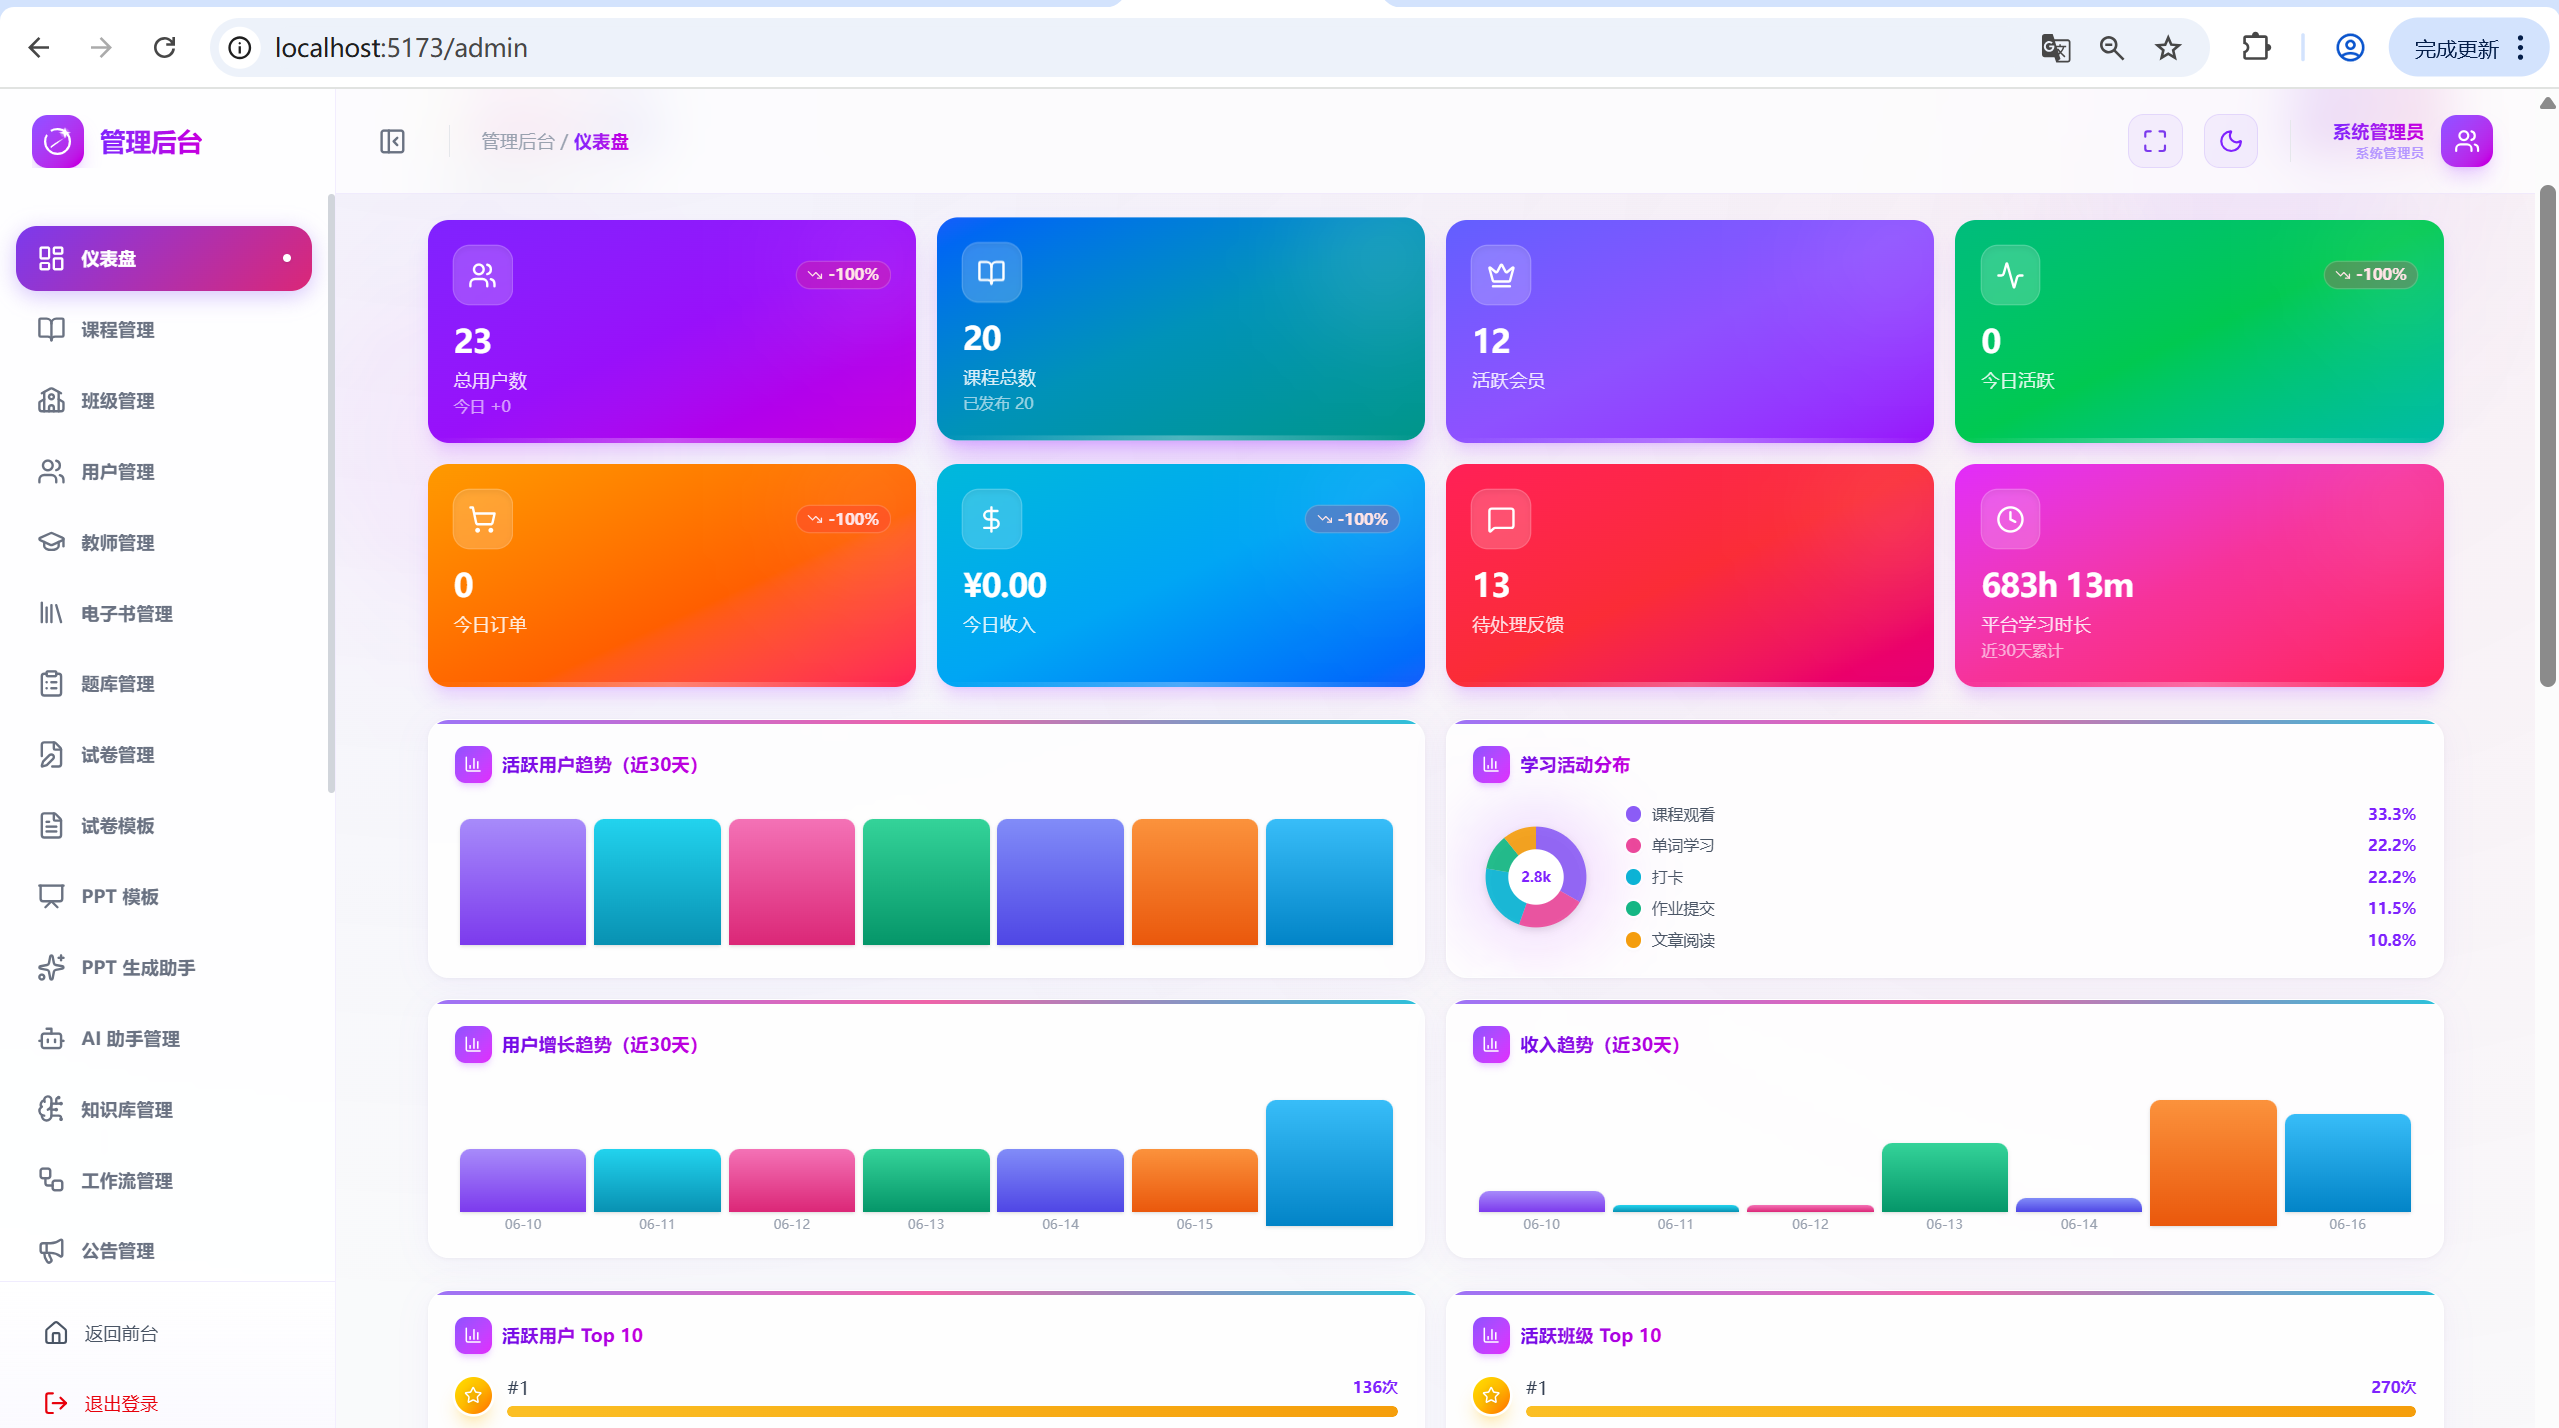 localhost:5173/admin
完成更新
管理后台
管理后台 / 仪表盘
系统管理员
系统管理员
仪表盘
课程管理
班级管理
用户管理
教师管理
电子书管理
题库管理
试卷管理
试卷模板
PPT 模板
PPT 生成助手
AI 助手管理
知识库管理
工作流管理
公告管理
返回前台
退出登录
-100%
23
总用户数
今日 +0
20
课程总数
已发布 20
12
活跃会员
-100%
0
今日活跃
-100%
0
今日订单
-100%
¥0.00
今日收入
13
待处理反馈
683h 13m
平台学习时长
近30天累计
活跃用户趋势（近30天）
学习活动分布
2.8k
课程观看 33.3%
单词学习 22.2%
打卡 22.2%
作业提交 11.5%
文章阅读 10.8%
用户增长趋势（近30天）
06-10 06-11 06-12 06-13 06-14 06-15
收入趋势（近30天）
06-10 06-11 06-12 06-13 06-14 06-16
活跃用户 Top 10
#1 136次
活跃班级 Top 10
#1 270次